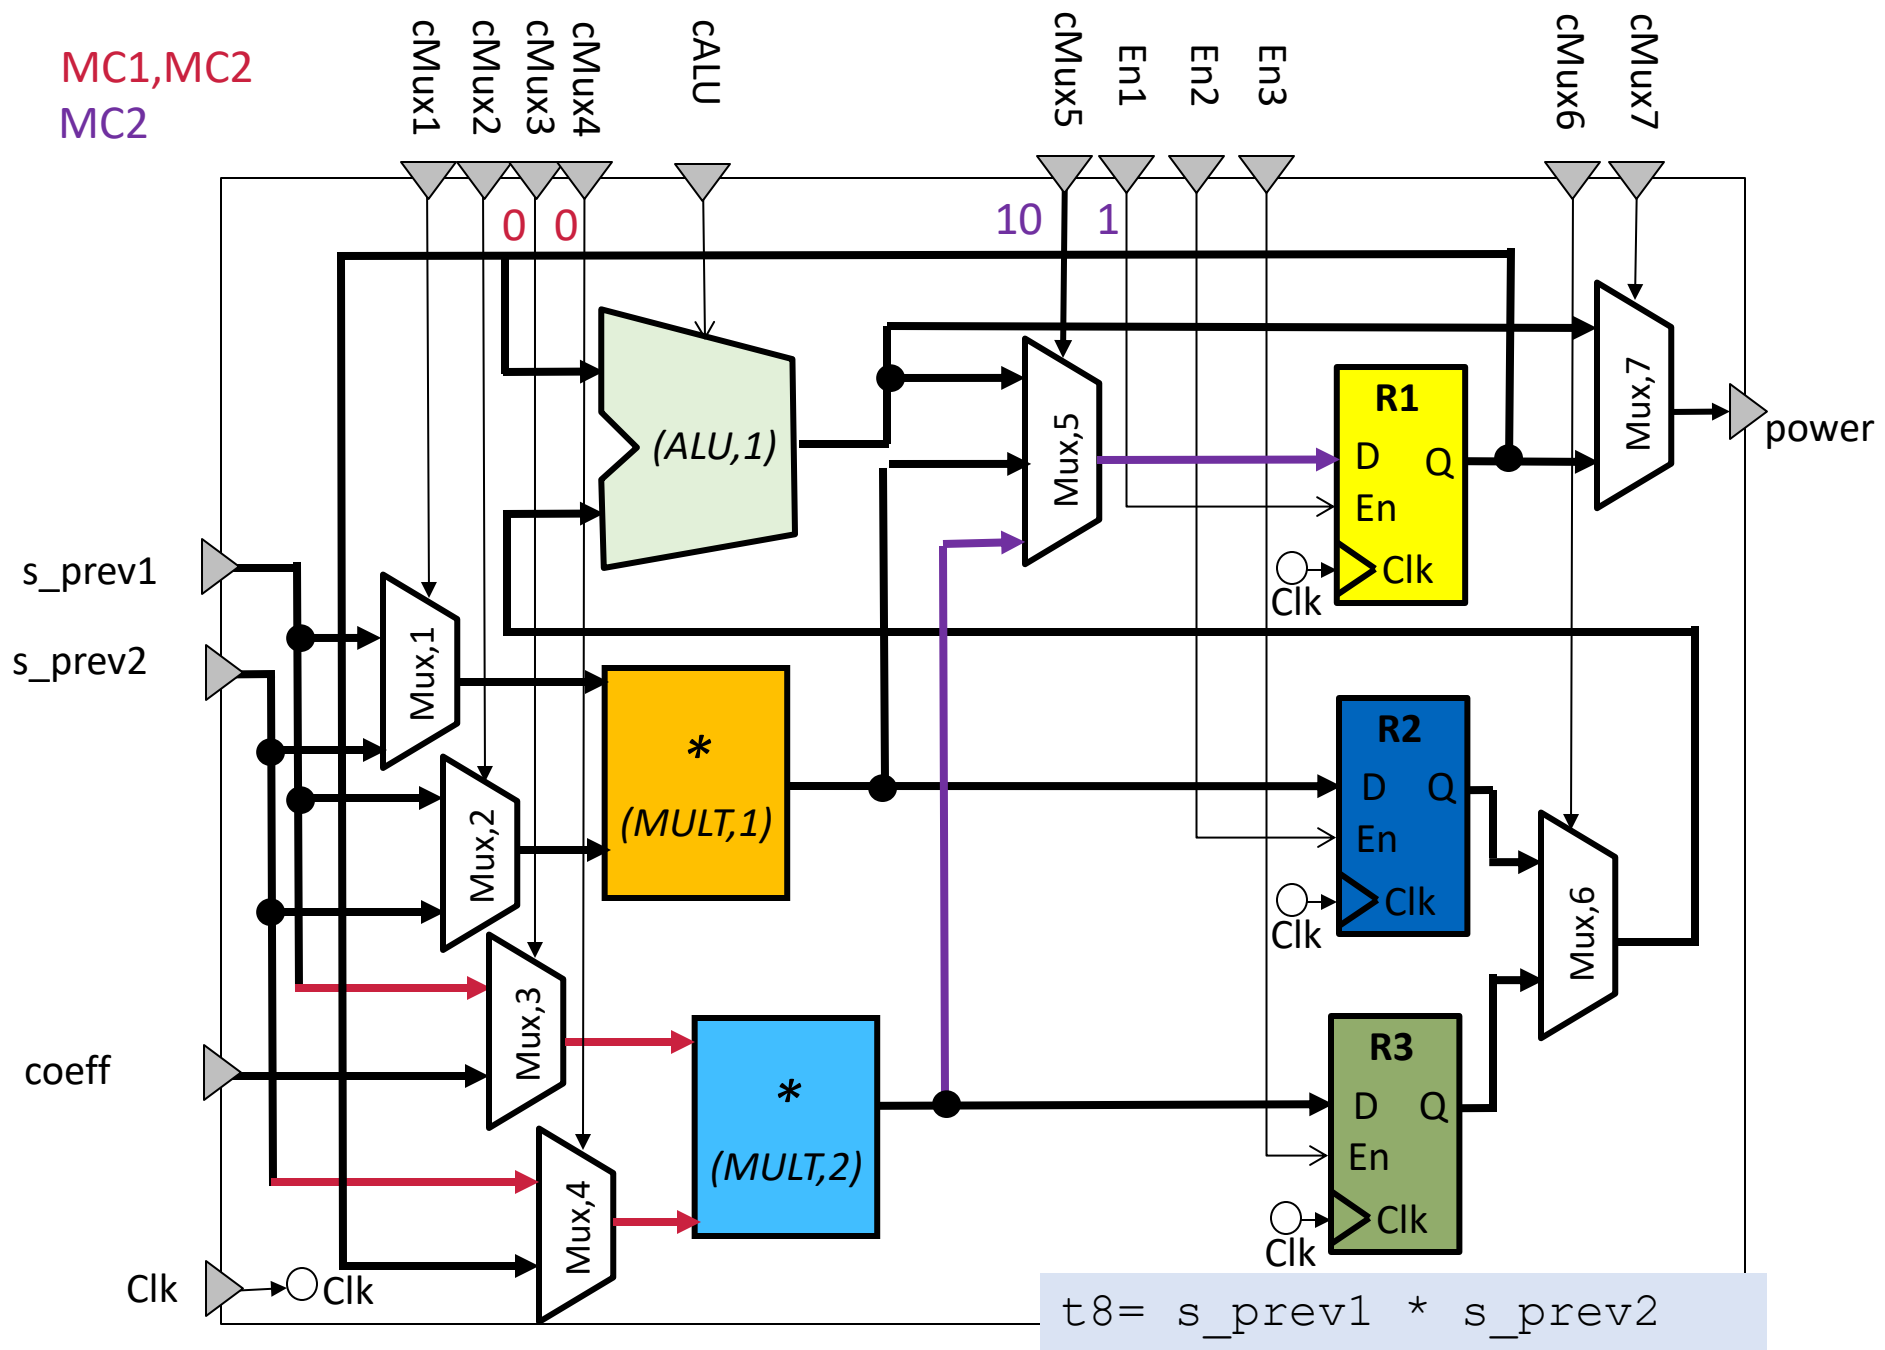 MC1,MC2
MC2
cMux1
cMux2
cMux3
cMux4
cALU
cMux5
En1
En2
En3
cMux6
cMux7
0
0
10
1
(ALU,1)
Mux,5
R1
D
Q
En
Clk
Clk
Mux,7
power
s_prev1
s_prev2
Mux,1
Mux,2
*
(MULT,1)
R2
D
Q
En
Clk
Clk
Mux,6
coeff
Mux,3
Mux,4
*
(MULT,2)
R3
D
Q
En
Clk
Clk
Clk
Clk
t8= s_prev1 * s_prev2